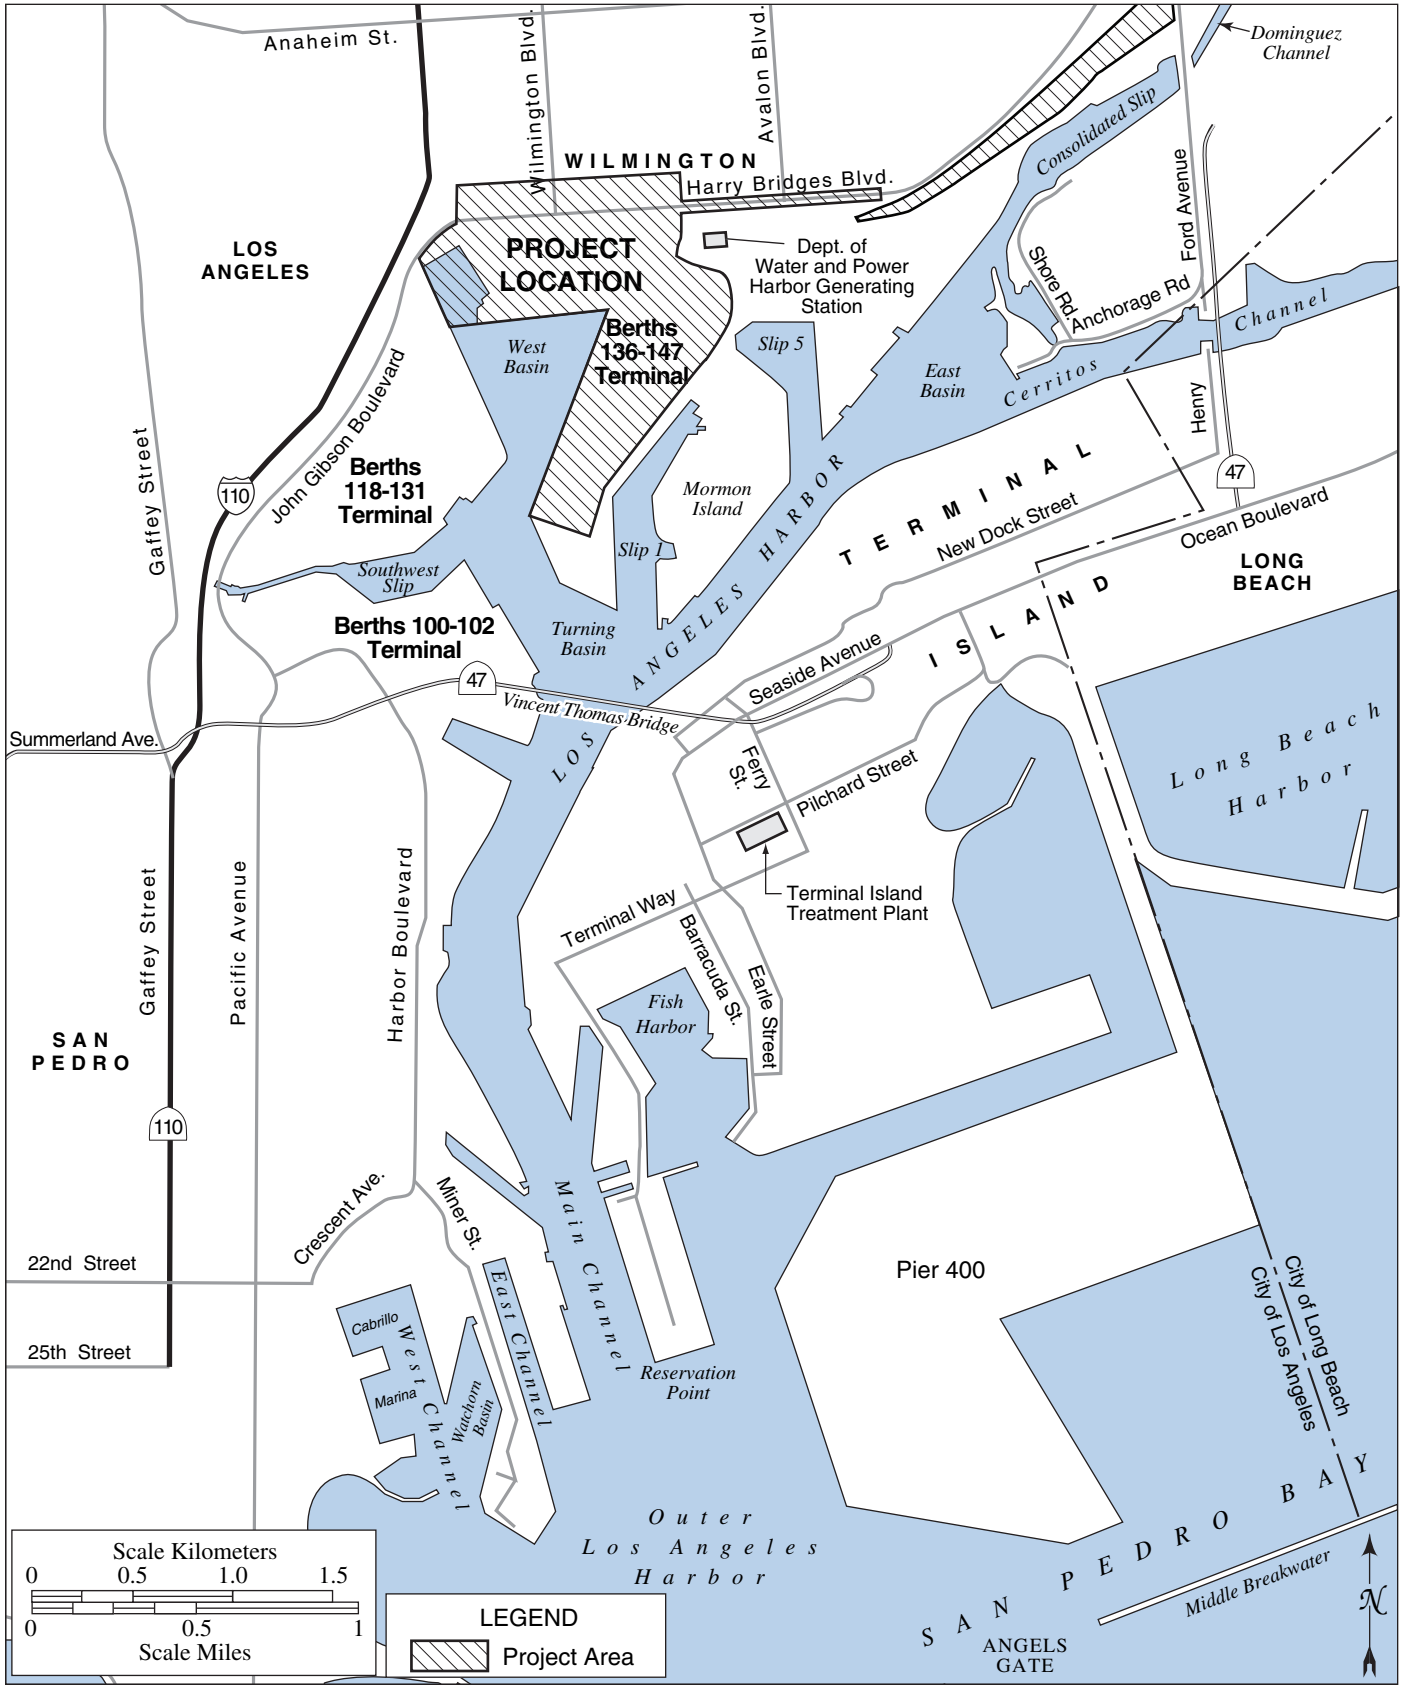 Anaheim St.
Wilmington Blvd.
Avalon Blvd.
Dominguez
Channel
Consolidated Slip
WILMINGTON
Harry Bridges Blvd.
Ford Avenue
LOS
ANGELES
PROJECT
LOCATION
Dept. of
Water and Power
Harbor Generating
Station
Shore Rd.
Anchorage Rd
Channel
Cerritos
West
Basin
Berths
136-147
Terminal
Slip 5
East
Basin
Henry
John Gibson Boulevard
Gaffey Street
110
Berths
118-131
Terminal
Mormon
Island
47
TERMINAL
New Dock Street
Ocean Boulevard
Slip 1
Southwest
Slip
LONG
BEACH
LOS ANGELES HARBOR
Berths 100-102
Terminal
Turning
Basin
ISLAND
Seaside Avenue
47
Vincent Thomas Bridge
Summerland Ave.
Long Beach
Harbor
Ferry
St.
Pilchard Street
Gaffey Street
Pacific Avenue
Harbor Boulevard
Terminal Island
Treatment Plant
Terminal Way
Barracuda St.
Earle Street
Fish
Harbor
SAN
PEDRO
110
Crescent Ave.
Miner St.
Main Channel
22nd Street
Pier 400
City of Long Beach
City of Los Angeles
East Channel
Cabrillo
Marina
West Channel
Watchorn
Basin
25th Street
Reservation
Point
Outer
Los Angeles
Harbor
SAN PEDRO BAY
Middle Breakwater
ANGELS
GATE
N
Scale Kilometers
0 0.5 1.0 1.5
0 0.5 1
Scale Miles
LEGEND
Project Area